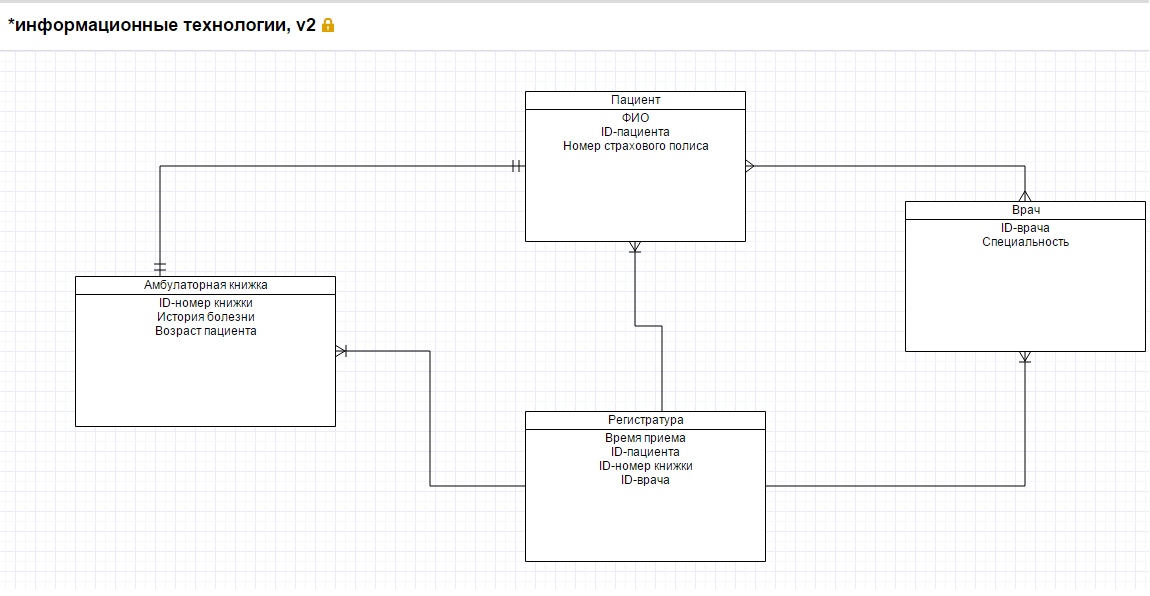 *информационные технологии, v2
Пациент
ФИО
ID-пациента
Номер страхового полиса
Врач
ID-врача
Специальность
Амбулаторная книжка
ID-номер книжки
История болезни
Возраст пациента
Регистратура
Время приема
ID-пациента
ID-номер книжки
ID-врача